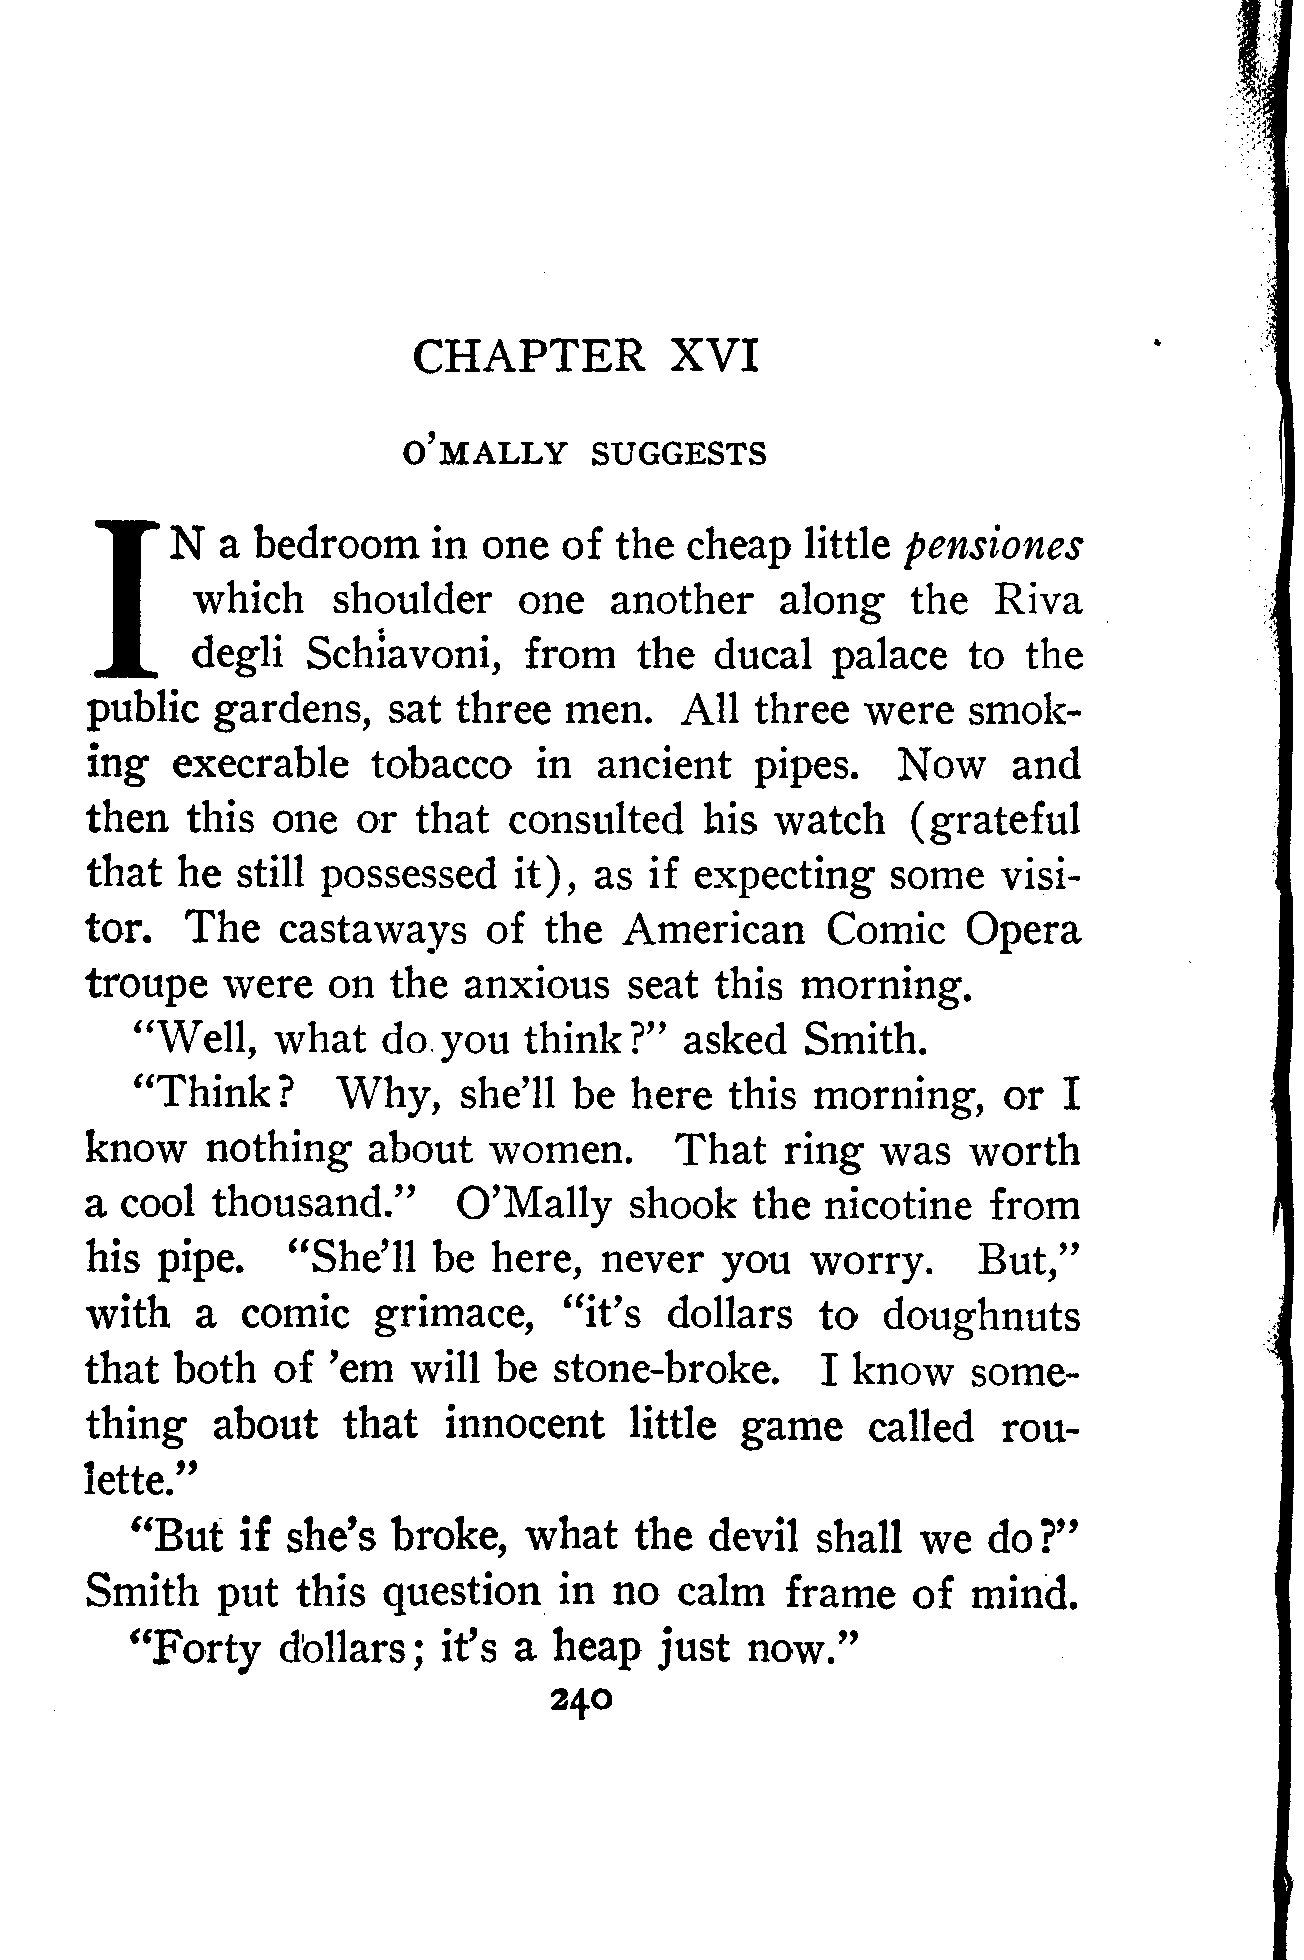 CHAPTER XVI
O'MALLY SUGGESTS
IN a bedroom in one of the cheap little pensiones
which shoulder one another along the Riva
degli Schiavoni, from the ducal palace to the
public gardens, sat three men. All three were smok-
ing execrable tobacco in ancient pipes. Now and
then this one or that consulted his watch (grateful
that he still possessed it), as if expecting some visi-
tor. The castaways of the American Comic Opera
troupe were on the anxious seat this morning.
“Well, what do you think?” asked Smith.
“Think? Why, she’ll be here this morning, or I
know nothing about women. That ring was worth
a cool thousand.” O’Mally shook the nicotine from
his pipe. “She’ll be here, never you worry. But,”
with a comic grimace, “it’s dollars to doughnuts
that both of ’em will be stone-broke. I know some-
thing about that innocent little game called rou-
lette.”
“But if she’s broke, what the devil shall we do?”
Smith put this question in no calm frame of mind.
“Forty dollars; it’s a heap just now.”
240